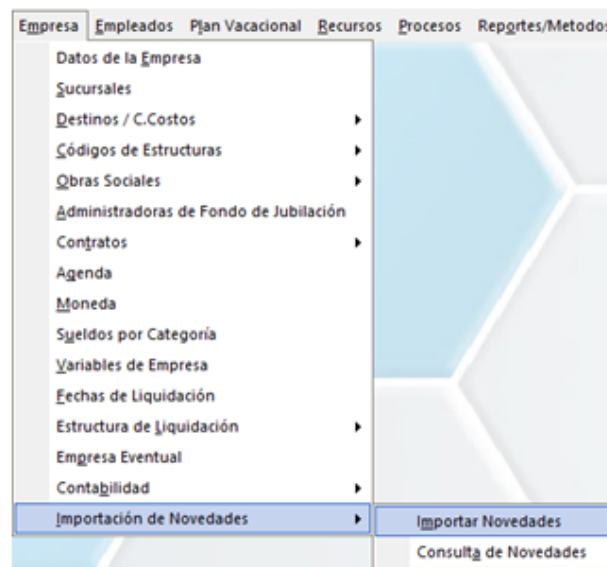 Empresa Empleados Plan Vacacional Recursos Procesos Reportes/Metodos
Datos de la Empresa
Sucursales
Destinos / C.Costos
Códigos de Estructuras
Obras Sociales
Administradoras de Fondo de Jubilación
Contratos
Agenda
Moneda
Sueldos por Categoría
Variables de Empresa
Fechas de Liquidación
Estructura de Liquidación
Empresa Eventual
Contabilidad
Importación de Novedades
Importar Novedades
Consulta de Novedades